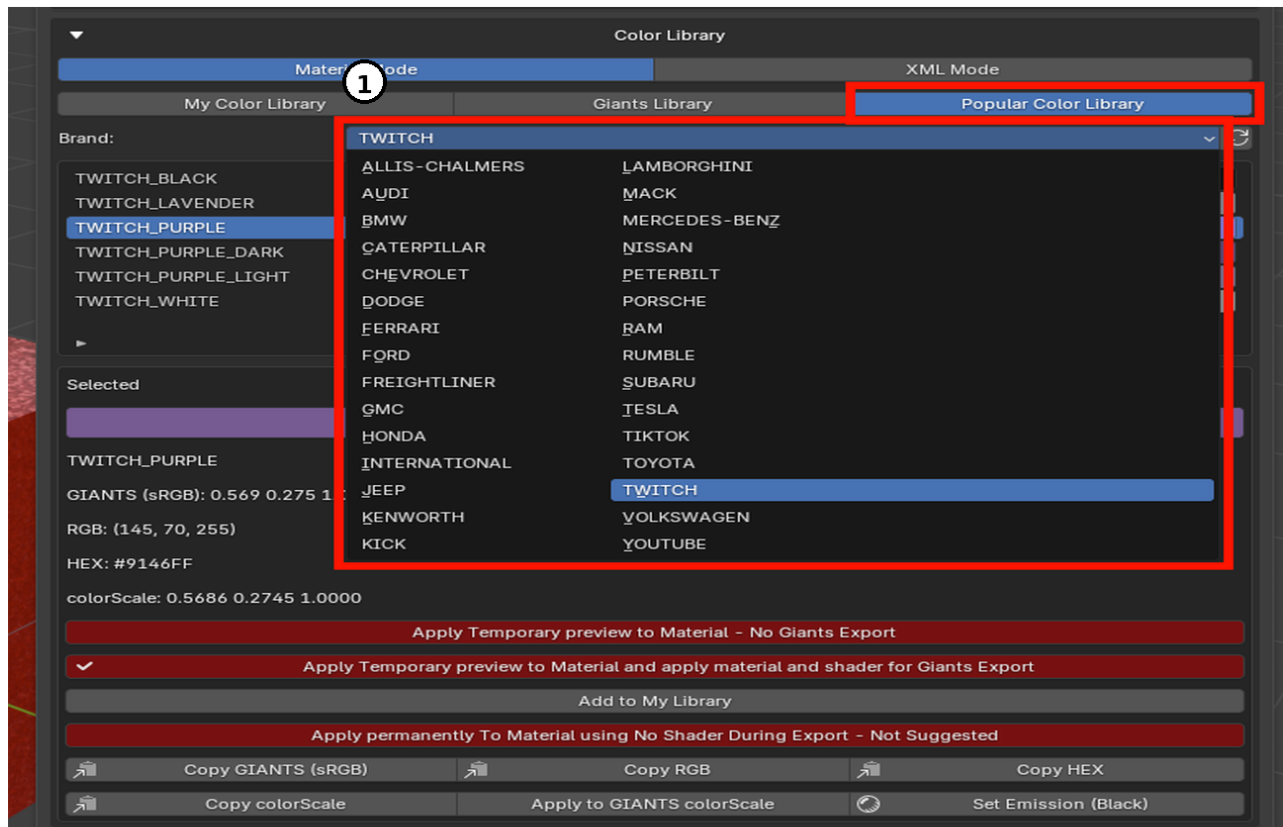 Color Library
Material Mode XML Mode
1
My Color Library Giants Library Popular Color Library
Brand: TWITCH
TWITCH_BLACK
TWITCH_LAVENDER
TWITCH_PURPLE
TWITCH_PURPLE_DARK
TWITCH_PURPLE_LIGHT
TWITCH_WHITE
ALLIS-CHALMERS LAMBORGHINI
AUDI MACK
BMW MERCEDES-BENZ
CATERPILLAR NISSAN
CHEVROLET PETERBILT
DODGE PORSCHE
FERRARI RAM
FORD RUMBLE
FREIGHTLINER SUBARU
GMC TESLA
HONDA TIKTOK
INTERNATIONAL TOYOTA
JEEP TWITCH
KENWORTH VOLKSWAGEN
KICK YOUTUBE
Selected
TWITCH_PURPLE
GIANTS (sRGB): 0.569 0.275
RGB: (145, 70, 255)
HEX: #9146FF
colorScale: 0.5686 0.2745 1.0000
Apply Temporary preview to Material - No Giants Export
Apply Temporary preview to Material and apply material and shader for Giants Export
Add to My Library
Apply permanently To Material using No Shader During Export - Not Suggested
Copy GIANTS (sRGB) Copy RGB Copy HEX
Copy colorScale Apply to GIANTS colorScale Set Emission (Black)